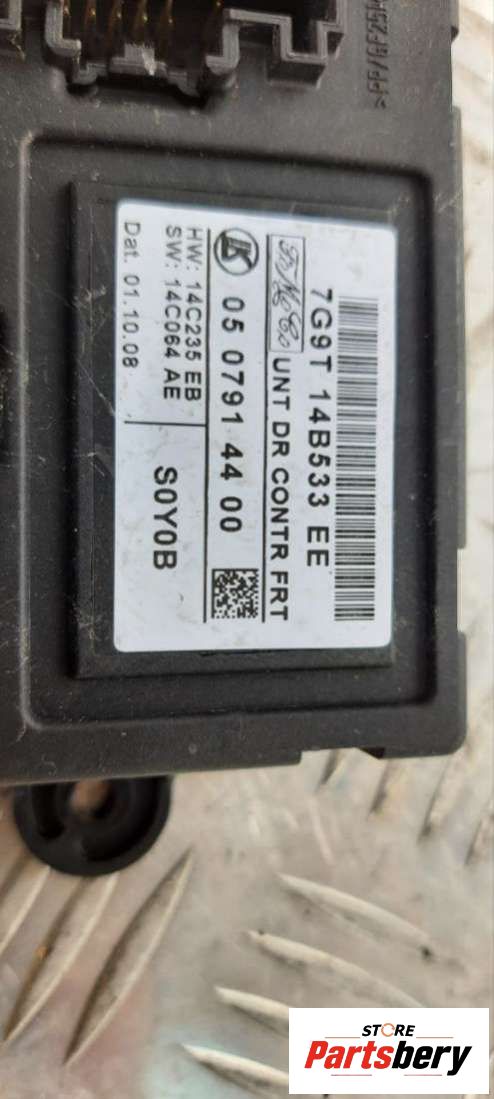 7G9T 14B533 EE
FoMoCo UNT DR CONTR FRT
05 0791 44 00
HW: 14C235 EB
SW: 14C064 AE
S0Y0B
Dat. 01.10.08
STORE
Partsbery